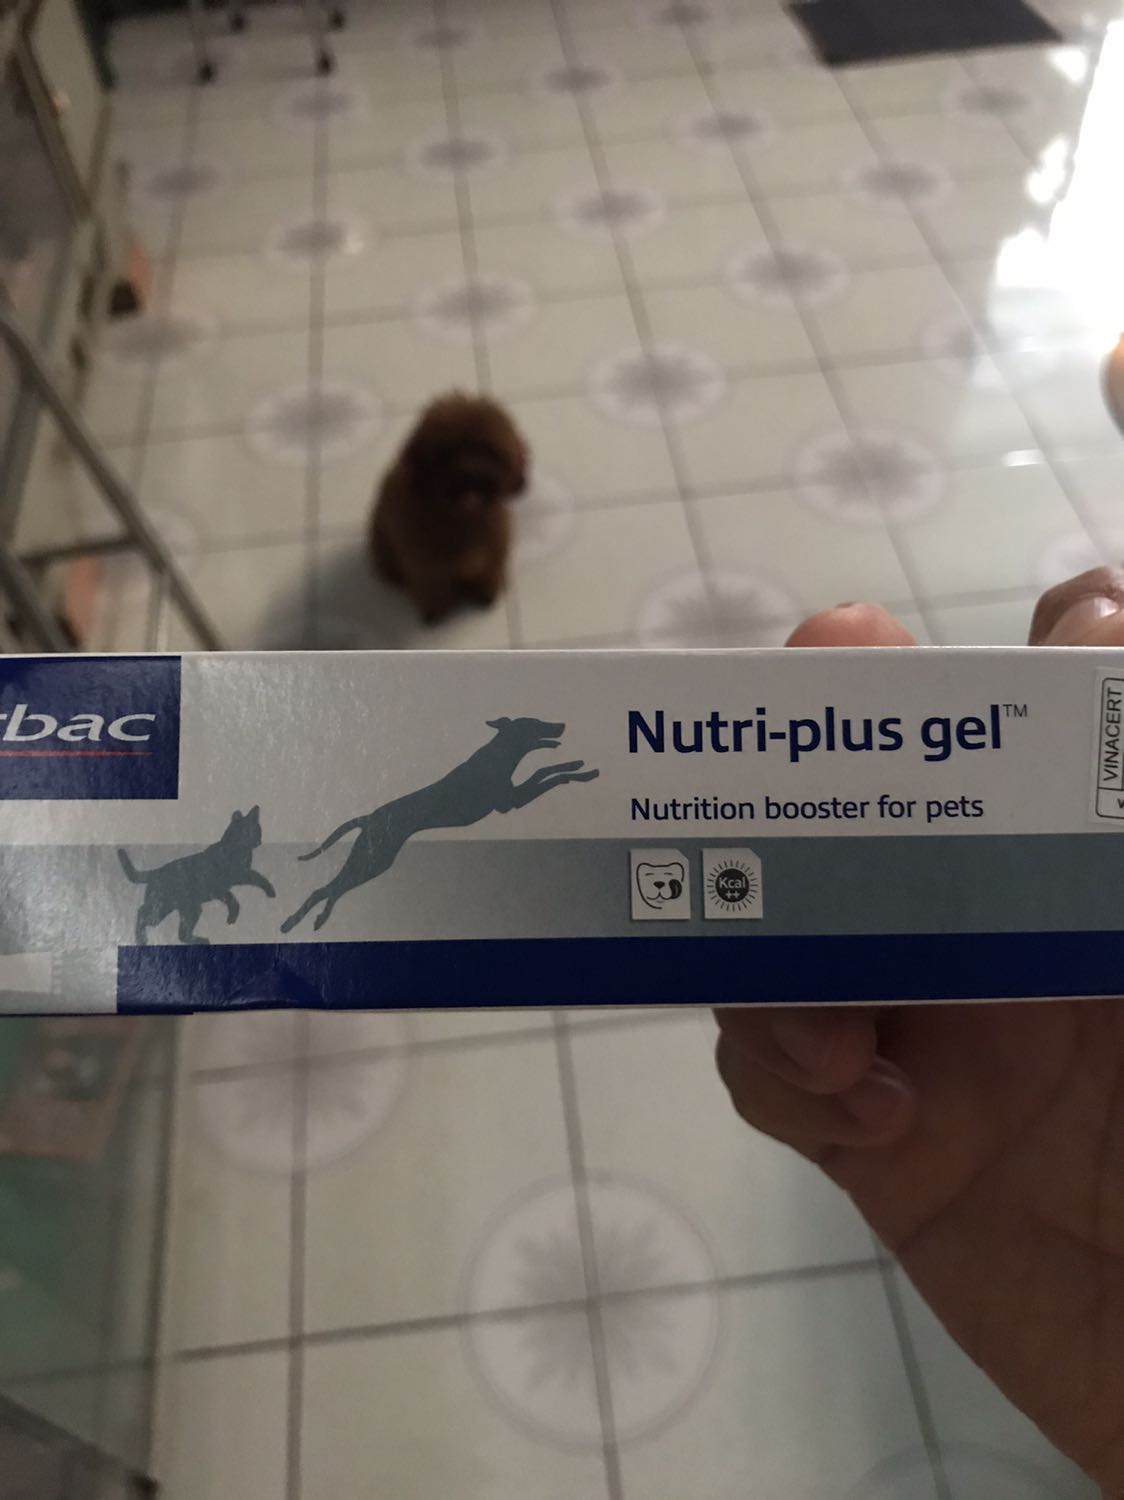 rbac
Nutri-plus gel™
Nutrition booster for pets
Kcal
++
VINACERT